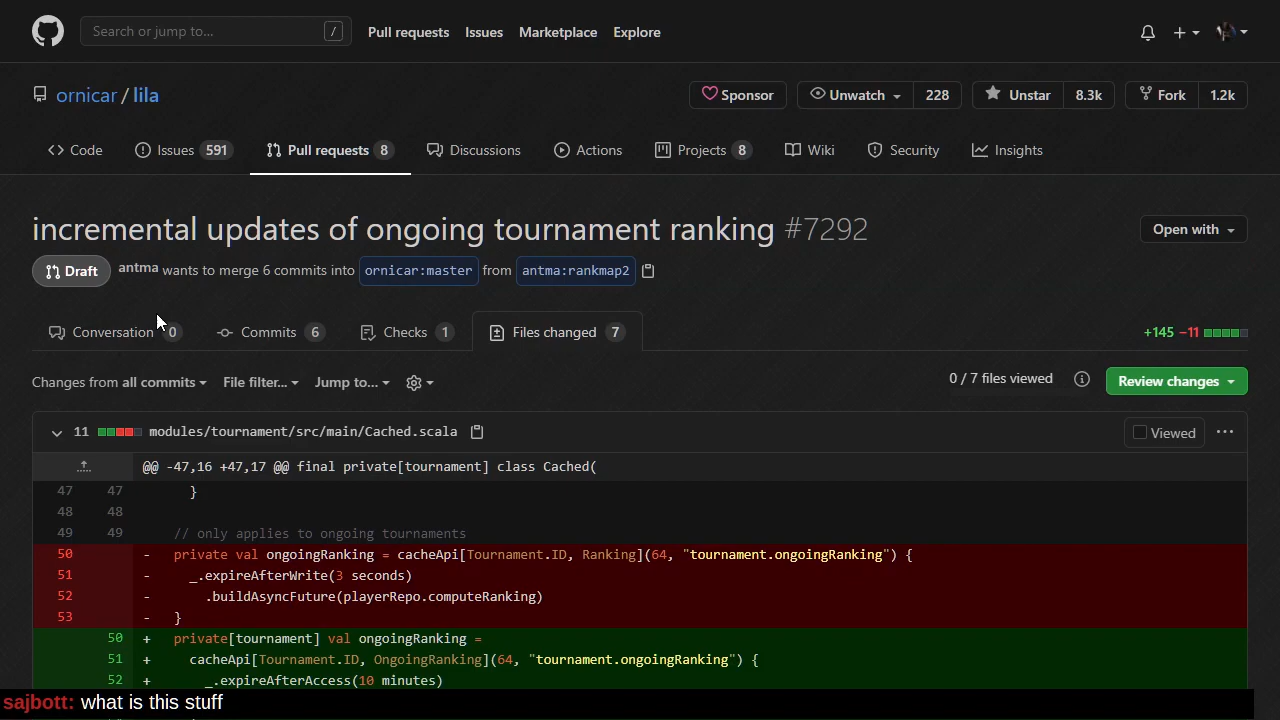 Search or jump to... / Pull requests Issues Marketplace Explore
ornicar / lila Sponsor Unwatch 228 Unstar 8.3k Fork 1.2k
Code Issues 591 Pull requests 8 Discussions Actions Projects 8 Wiki Security Insights
incremental updates of ongoing tournament ranking #7292 Open with
Draft antma wants to merge 6 commits into ornicar:master from antma:rankmap2
Conversation 0 Commits 6 Checks 1 Files changed 7 +145 −11
Changes from all commits File filter... Jump to... 0 / 7 files viewed Review changes
11 modules/tournament/src/main/Cached.scala Viewed ...
@@ -47,16 +47,17 @@ final private[tournament] class Cached(
47 47 }
48 48
49 49 // only applies to ongoing tournaments
50 - private val ongoingRanking = cacheApi[Tournament.ID, Ranking](64, "tournament.ongoingRanking") {
51 - _.expireAfterWrite(3 seconds)
52 - .buildAsyncFuture(playerRepo.computeRanking)
53 - }
50 + private[tournament] val ongoingRanking =
51 + cacheApi[Tournament.ID, OngoingRanking](64, "tournament.ongoingRanking") {
52 + _.expireAfterAccess(10 minutes)
sajbott: what is this stuff